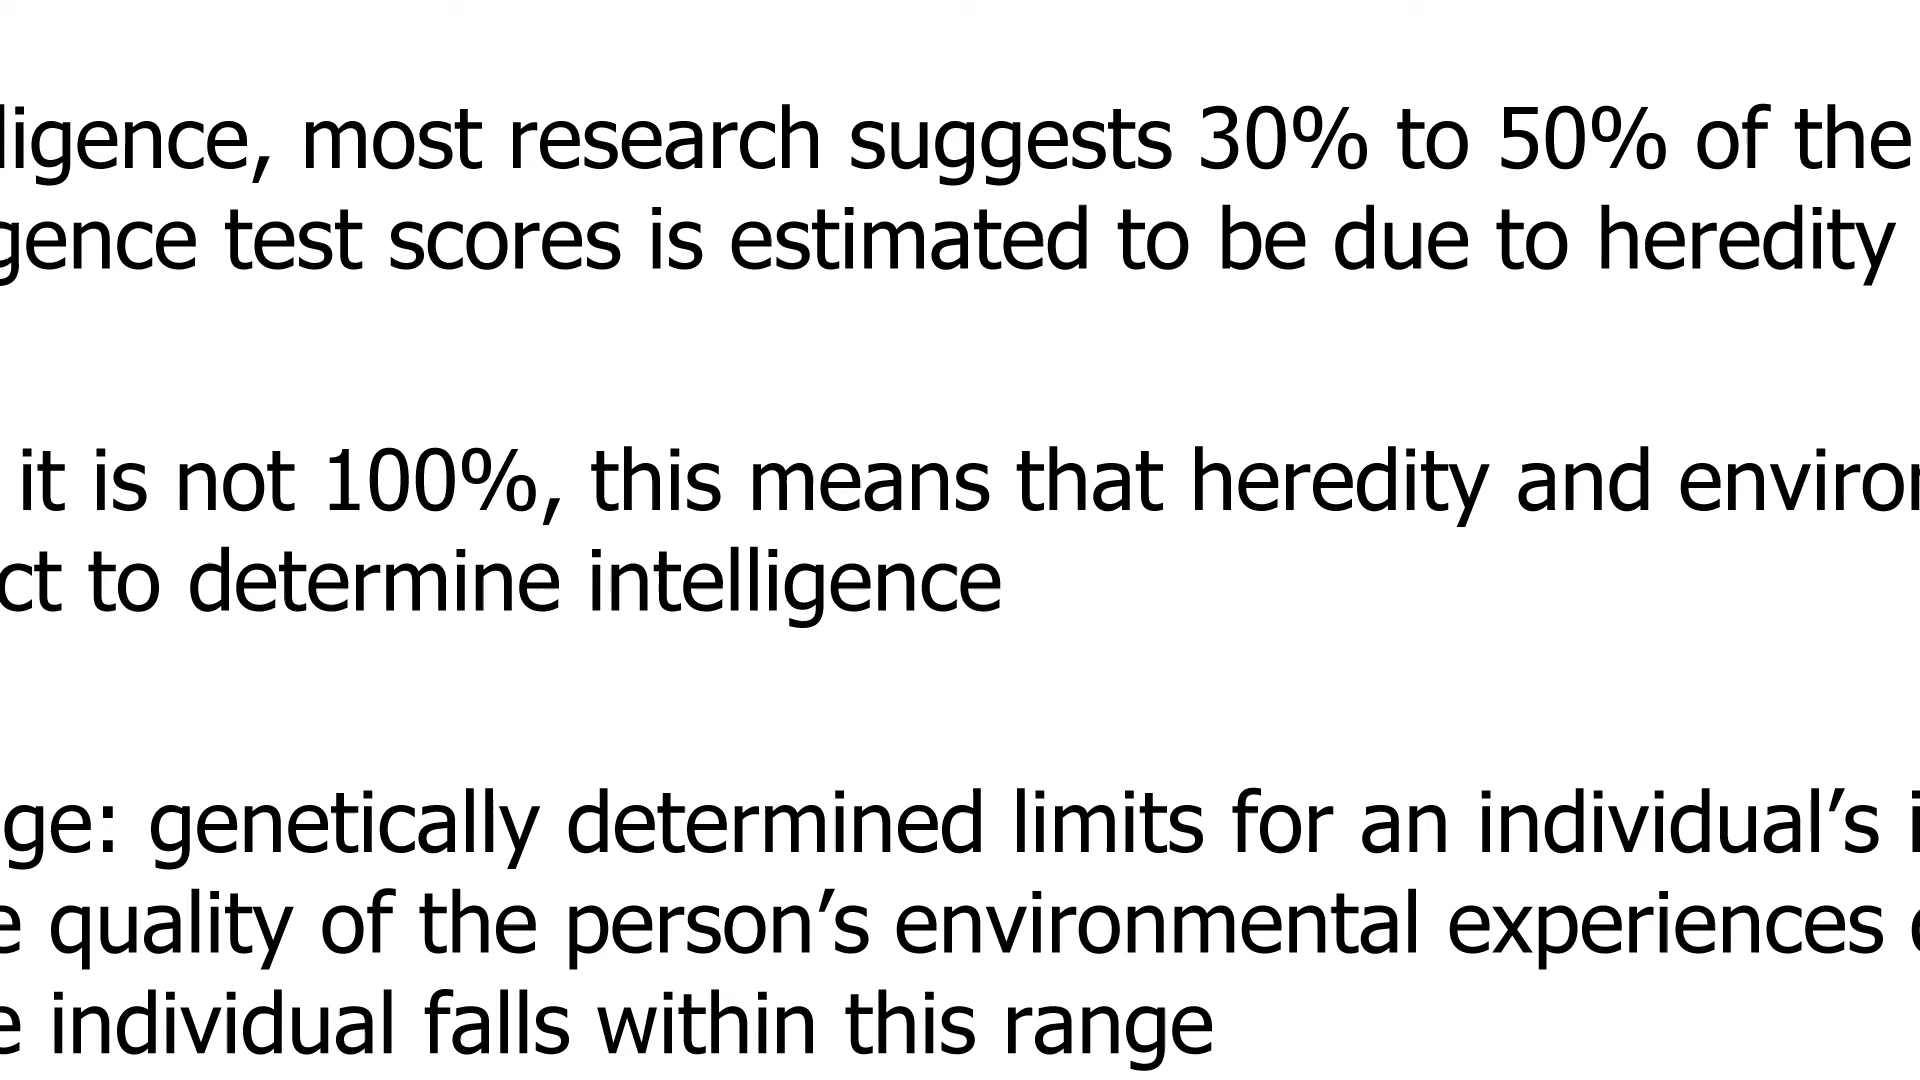 ligence, most research suggests 30% to 50% of the
gence test scores is estimated to be due to heredity
it is not 100%, this means that heredity and environ
ct to determine intelligence
ge: genetically determined limits for an individual’s i
e quality of the person’s environmental experiences
e individual falls within this range